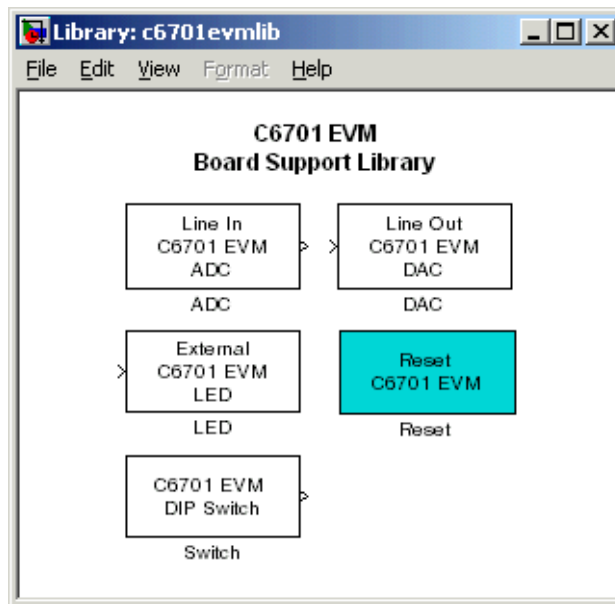 Library: c6701evmlib
File Edit View Format Help
C6701 EVM
Board Support Library
Line In
C6701 EVM
ADC
ADC
Line Out
C6701 EVM
DAC
DAC
External
C6701 EVM
LED
LED
Reset
C6701 EVM
Reset
C6701 EVM
DIP Switch
Switch